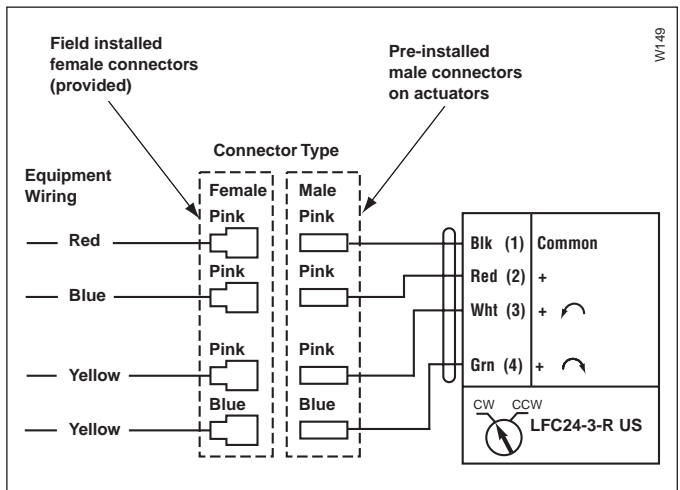 W149
Field installed
female connectors
(provided)
Pre-installed
male connectors
on actuators
Connector Type
Equipment
Wiring
Female
Male
Pink
Pink
Red
Blk (1) Common
Pink
Pink
Blue
Red (2) +
Wht (3) +
Pink
Pink
Yellow
Grn (4) +
Blue
Blue
Yellow
CW CCW
LFC24-3-R US